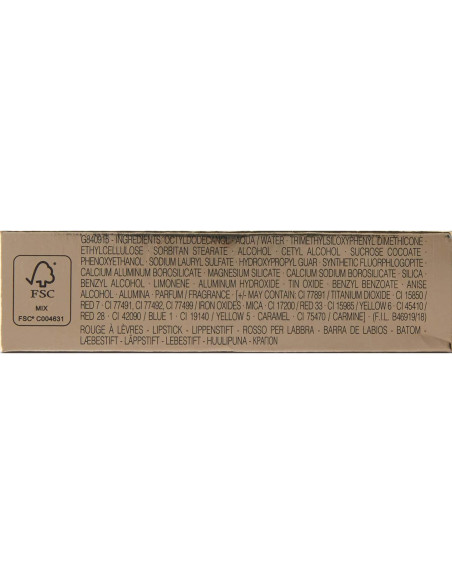 G840918 - INGREDIENTS: OCTYLDODECANOL · AQUA / WATER · TRIMETHYLSILOXYPHENYL DIMETHICONE ·
ETHYLCELLULOSE · SORBITAN STEARATE · ALCOHOL · CETYL ALCOHOL · SUCROSE COCOATE ·
PHENOXYETHANOL · SODIUM LAURYL SULFATE · HYDROXYPROPYL GUAR · SYNTHETIC FLUORPHLOGOPITE ·
CALCIUM ALUMINUM BOROSILICATE · MAGNESIUM SILICATE · CALCIUM SODIUM BOROSILICATE · SILICA ·
BENZYL ALCOHOL · LIMONENE · ALUMINUM HYDROXIDE · TIN OXIDE · BENZYL BENZOATE · ANISE
ALCOHOL · ALUMINA · PARFUM / FRAGRANCE · [+/- MAY CONTAIN: CI 77891 / TITANIUM DIOXIDE · CI 15850 /
RED 7 · CI 77491, CI 77492, CI 77499 / IRON OXIDES · MICA · CI 17200 / RED 33 · CI 15985 / YELLOW 6 · CI 45410 /
RED 28 · CI 42090 / BLUE 1 · CI 19140 / YELLOW 5 · CARAMEL · CI 75470 / CARMINE] · (F.I.L. B46919/18)
ROUGE À LÈVRES - LIPSTICK - LIPPENSTIFT - ROSSO PER LABBRA - BARRA DE LABIOS - BATOM -
LÆBESTIFT - LÄPPSTIFT - LEBESTIFT - HUULIPUNA - КРАГІОN
FSC
MIX
FSC® C004631